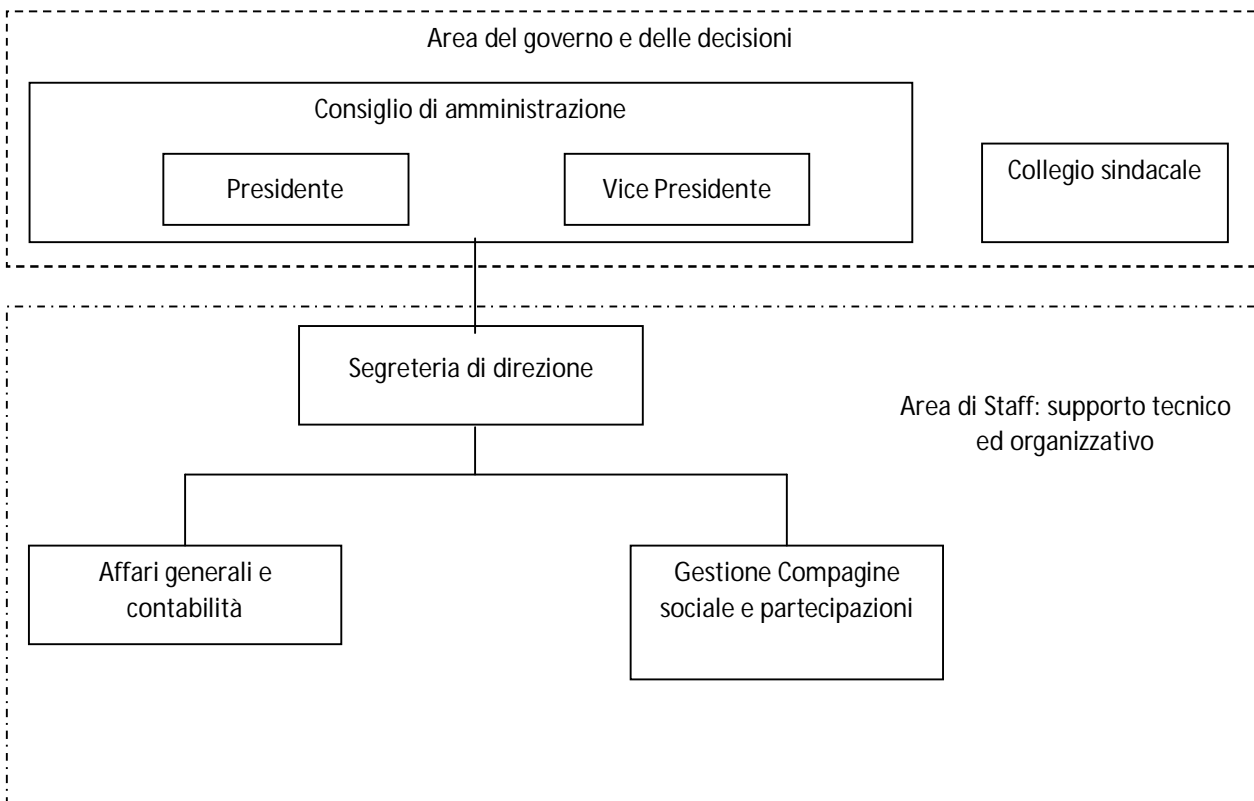 Area del governo e delle decisioni
Consiglio di amministrazione
Presidente
Vice Presidente
Collegio sindacale
Segreteria di direzione
Area di Staff: supporto tecnico
ed organizzativo
Affari generali e
contabilità
Gestione Compagine
sociale e partecipazioni